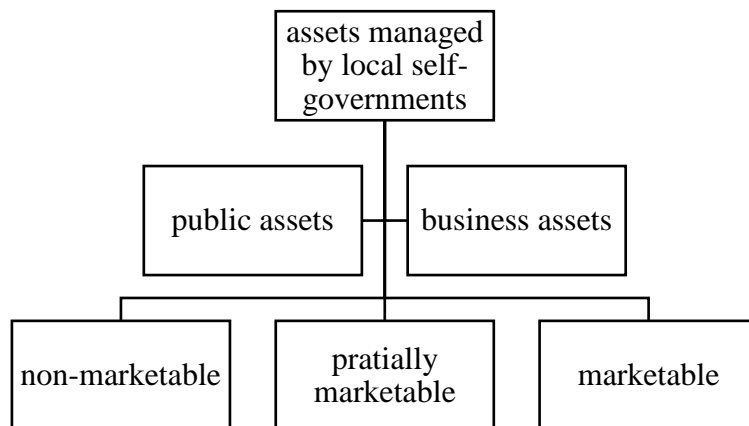 assets managed
by local self-
governments
public assets
business assets
non-marketable
pratially
marketable
marketable